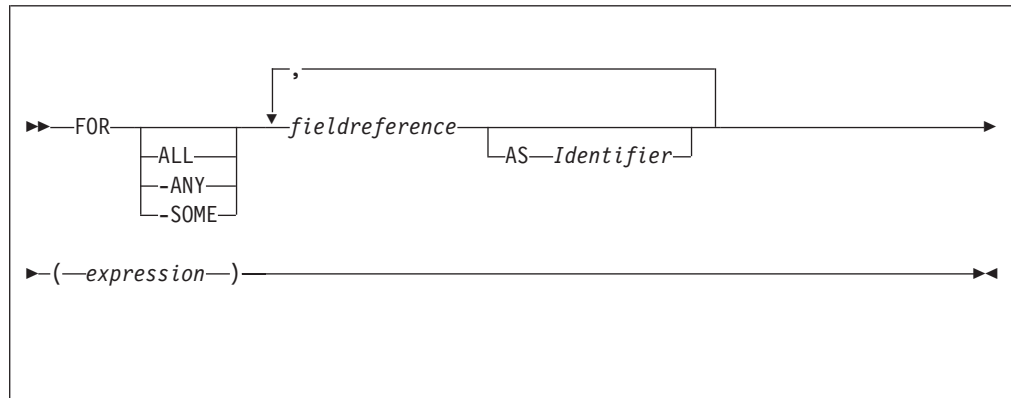 ,
FOR fieldreference
ALL AS Identifier
-ANY
-SOME
( expression )